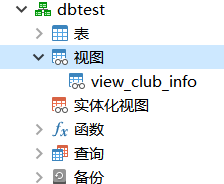 dbtest
表
视图
view_club_info
实体化视图
函数
查询
备份